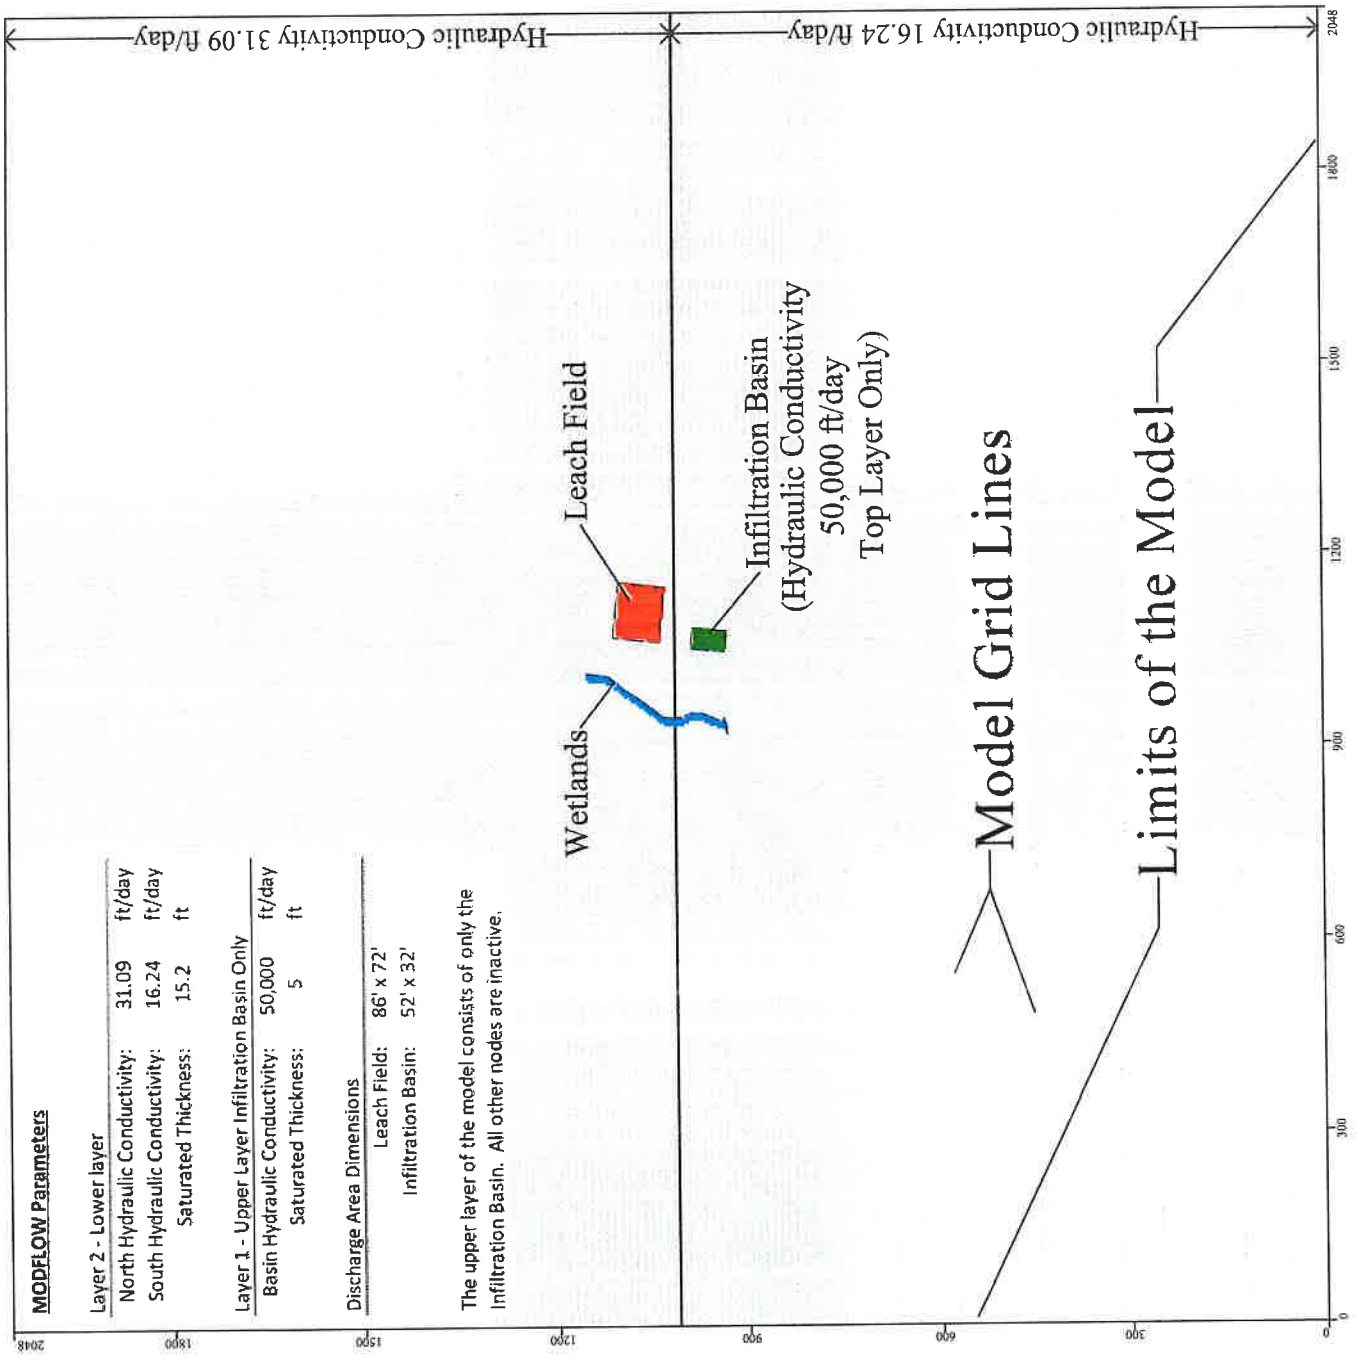 MODFLOW Parameters
Layer 2 - Lower layer
North Hydraulic Conductivity: 31.09 ft/day
South Hydraulic Conductivity: 16.24 ft/day
Saturated Thickness: 15.2 ft
Layer 1 - Upper Layer Infiltration Basin Only
Basin Hydraulic Conductivity: 50,000 ft/day
Saturated Thickness: 5 ft
Discharge Area Dimensions
Leach Field: 86' x 72'
Infiltration Basin: 52' x 32'
The upper layer of the model consists of only the
Infiltration Basin. All other nodes are inactive.
Hydraulic Conductivity 31.09 ft/day
Hydraulic Conductivity 16.24 ft/day
Wetlands
Leach Field
Infiltration Basin
(Hydraulic Conductivity
50,000 ft/day
Top Layer Only)
Model Grid Lines
Limits of the Model
2048
1800
1500
1200
900
600
300
0
0
300
600
900
1200
1500
1800
2048